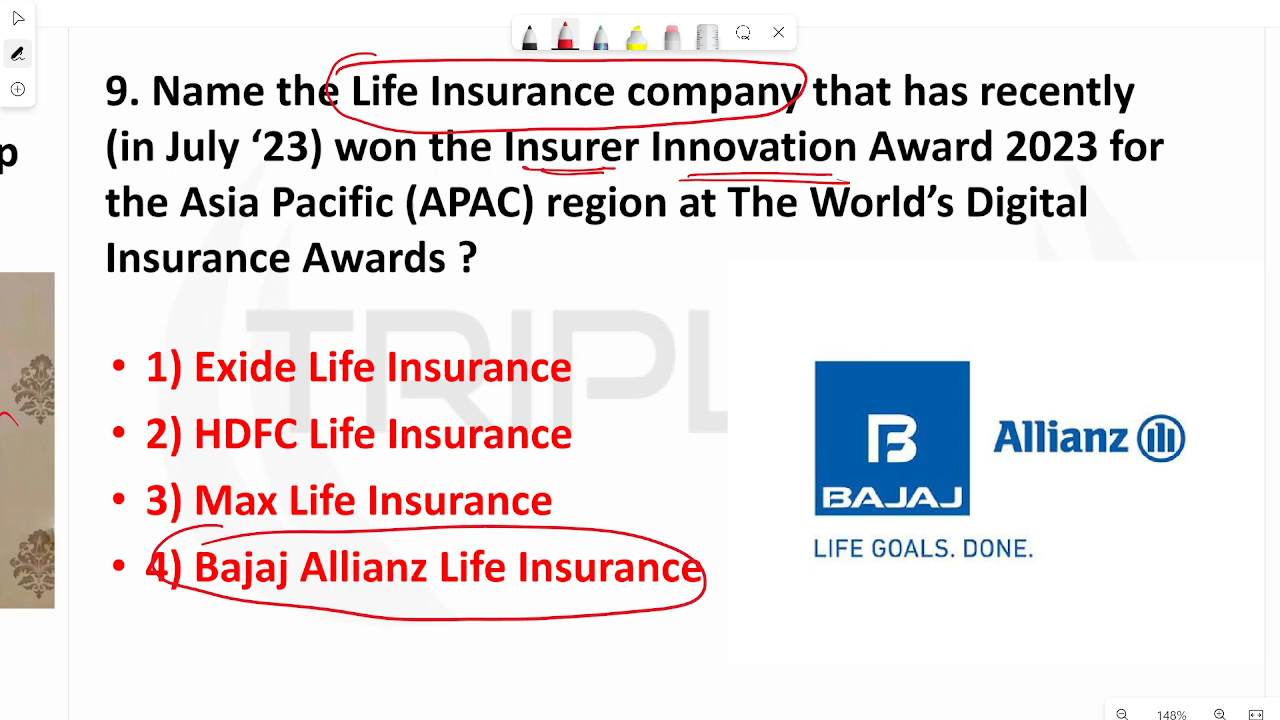 9. Name the Life Insurance company that has recently
(in July ‘23) won the Insurer Innovation Award 2023 for
the Asia Pacific (APAC) region at The World’s Digital
Insurance Awards ?
p
TRIPL
• 1) Exide Life Insurance
• 2) HDFC Life Insurance
• 3) Max Life Insurance
• 4) Bajaj Allianz Life Insurance
B
BAJAJ
Allianz
LIFE GOALS. DONE.
148%